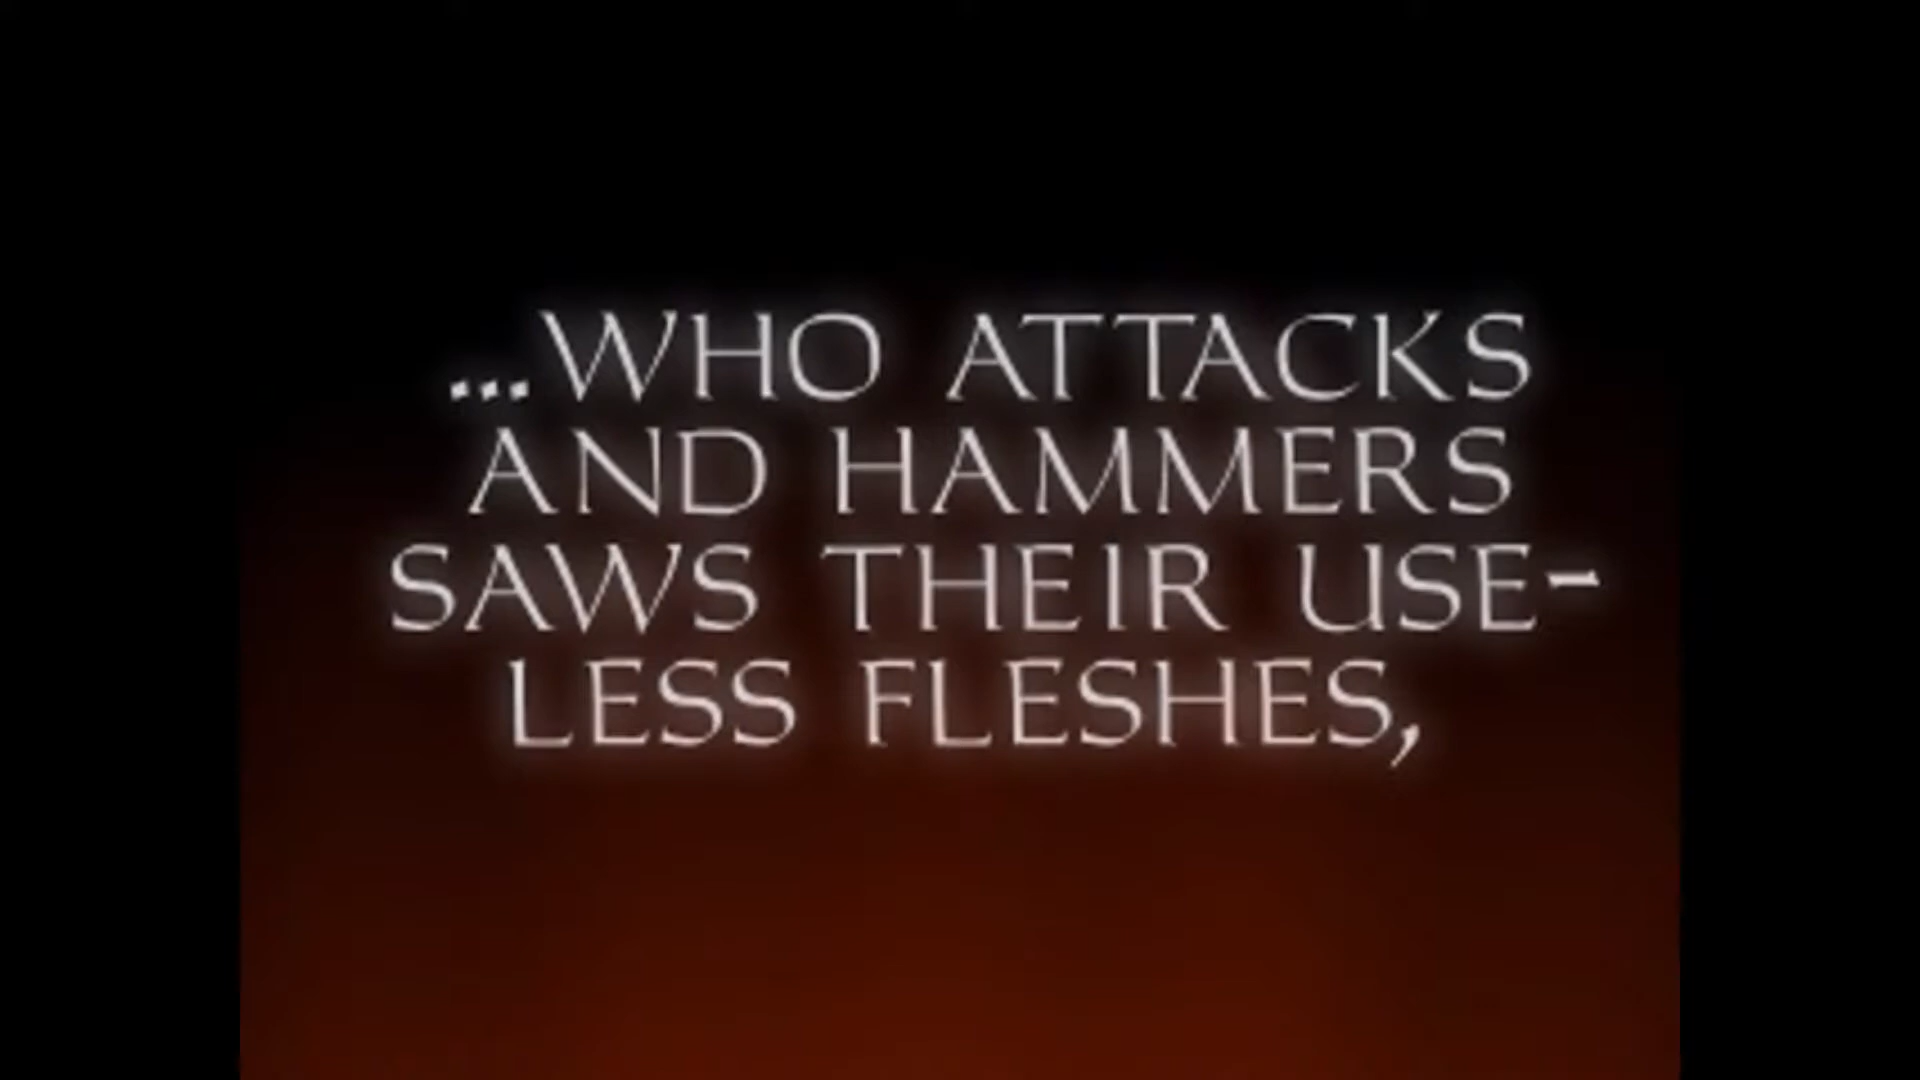 ...WHO ATTACKS
AND HAMMERS
SAWS THEIR USE-
LESS FLESHES,